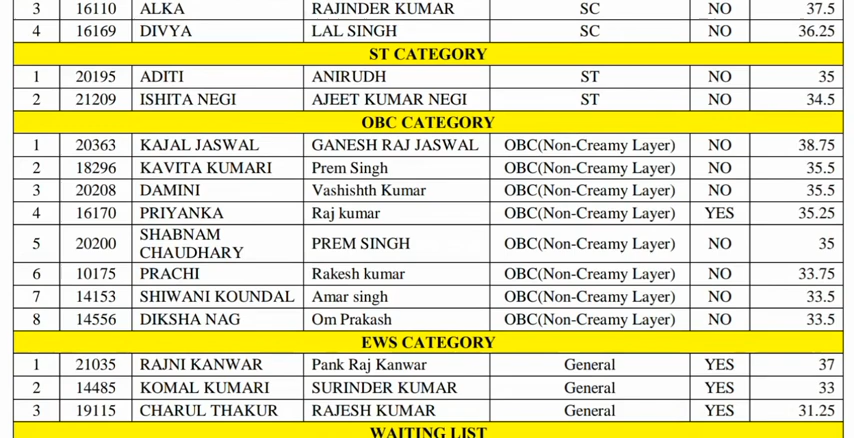 3 16110 ALKA RAJINDER KUMAR SC NO 37.5
4 16169 DIVYA LAL SINGH SC NO 36.25
ST CATEGORY
1 20195 ADITI ANIRUDH ST NO 35
2 21209 ISHITA NEGI AJEET KUMAR NEGI ST NO 34.5
OBC CATEGORY
1 20363 KAJAL JASWAL GANESH RAJ JASWAL OBC(Non-Creamy Layer) NO 38.75
2 18296 KAVITA KUMARI Prem Singh OBC(Non-Creamy Layer) NO 35.5
3 20208 DAMINI Vashishth Kumar OBC(Non-Creamy Layer) NO 35.5
4 16170 PRIYANKA Raj kumar OBC(Non-Creamy Layer) YES 35.25
5 20200 SHABNAM CHAUDHARY PREM SINGH OBC(Non-Creamy Layer) NO 35
6 10175 PRACHI Rakesh kumar OBC(Non-Creamy Layer) NO 33.75
7 14153 SHIWANI KOUNDAL Amar singh OBC(Non-Creamy Layer) NO 33.5
8 14556 DIKSHA NAG Om Prakash OBC(Non-Creamy Layer) NO 33.5
EWS CATEGORY
1 21035 RAJNI KANWAR Pank Raj Kanwar General YES 37
2 14485 KOMAL KUMARI SURINDER KUMAR General YES 33
3 19115 CHARUL THAKUR RAJESH KUMAR General YES 31.25
WAITING LIST